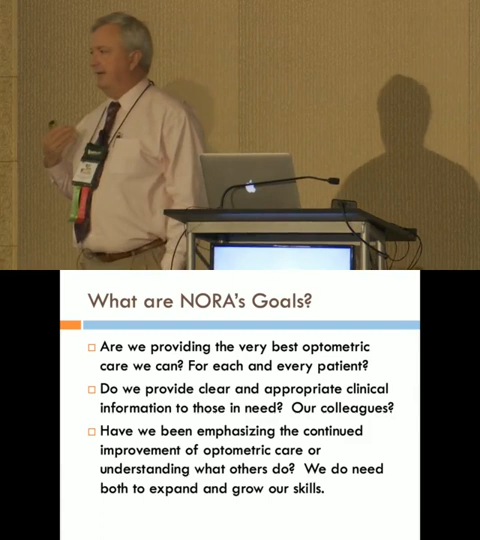 What are NORA's Goals?
Are we providing the very best optometric
care we can? For each and every patient?
Do we provide clear and appropriate clinical
information to those in need? Our colleagues?
Have we been emphasizing the continued
improvement of optometric care or
understanding what others do? We do need
both to expand and grow our skills.